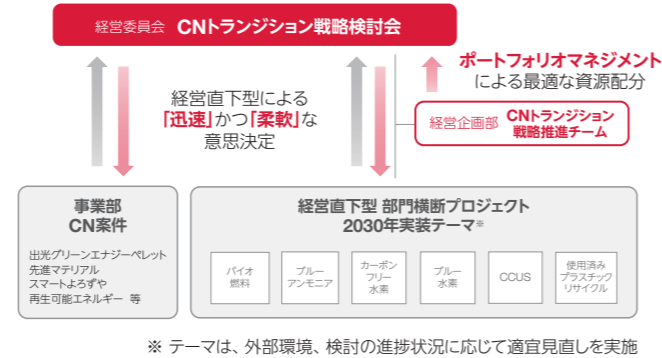 経営委員会 CNトランジション戦略検討会
ポートフォリオマネジメント
による最適な資源配分
経営直下型による
「迅速」かつ「柔軟」な
意思決定
経営企画部 CNトランジション
戦略推進チーム
事業部
CN案件
出光グリーンエナジーペレット
先進マテリアル
スマートよろずや
再生可能エネルギー 等
経営直下型 部門横断プロジェクト
2030年実装テーマ※
バイオ
燃料
ブルー
アンモニア
カーボン
フリー
水素
ブルー
水素
CCUS
使用済み
プラスチック
リサイクル
※ テーマは、外部環境、検討の進捗状況に応じて適宜見直しを実施